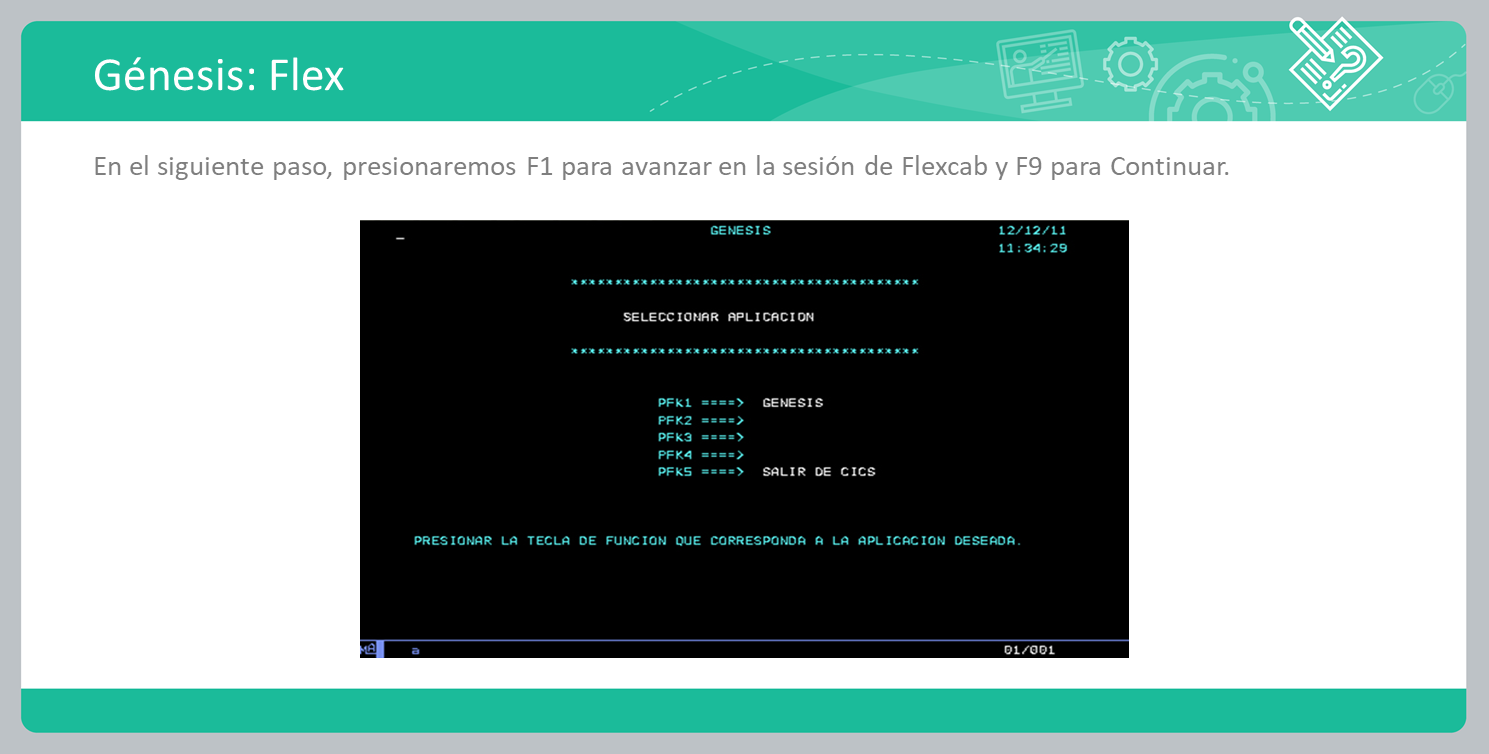 Génesis: Flex
En el siguiente paso, presionaremos F1 para avanzar en la sesión de Flexcab y F9 para Continuar.
GENESIS 12/12/11
11:34:29
****************************************
SELECCIONAR APLICACION
****************************************
PFK1 ====> GENESIS
PFK2 ====>
PFK3 ====>
PFK4 ====>
PFK5 ====> SALIR DE CICS
PRESIONAR LA TECLA DE FUNCION QUE CORRESPONDA A LA APLICACION DESEADA.
MA a 01/001